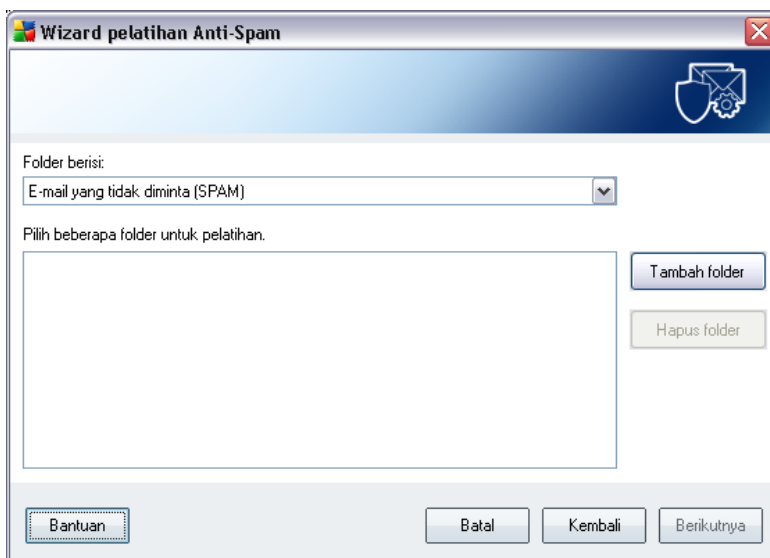 Wizard pelatihan Anti-Spam
Folder berisi:
E-mail yang tidak diminta (SPAM)
Pilih beberapa folder untuk pelatihan.
Tambah folder
Hapus folder
Bantuan
Batal
Kembali
Berikutnya